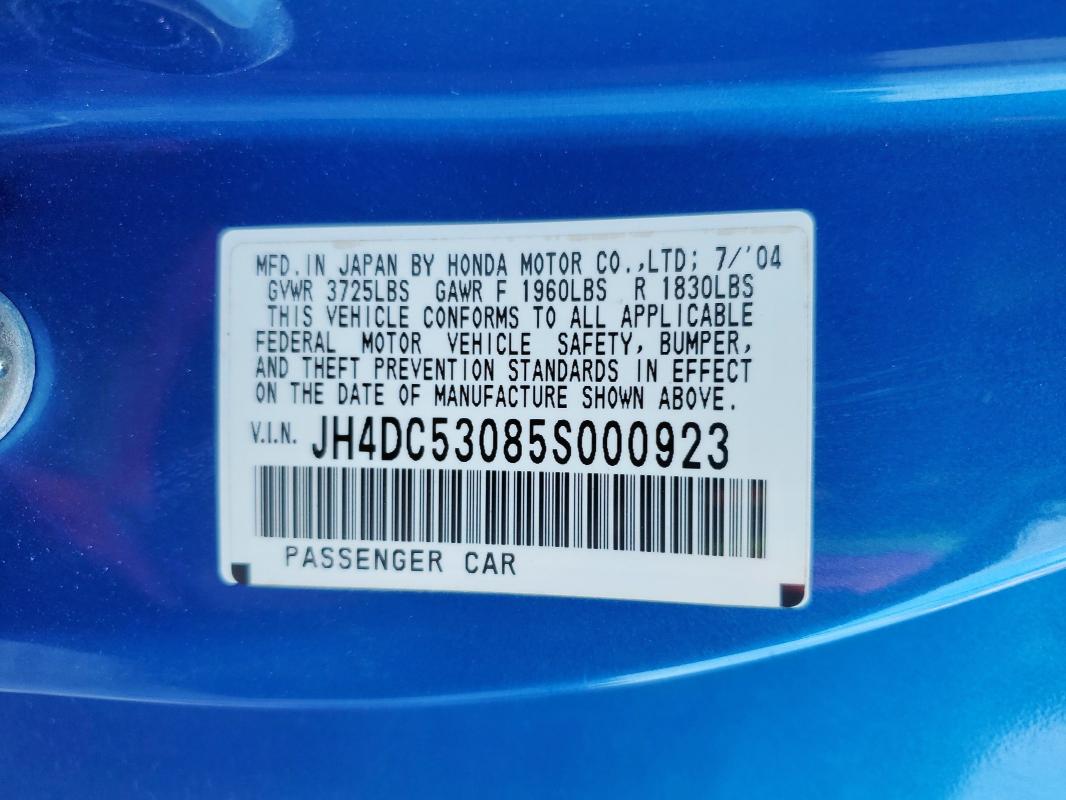 MFD. IN JAPAN BY HONDA MOTOR CO.,LTD; 7/'04
GVWR 3725LBS GAWR F 1960LBS R 1830LBS
THIS VEHICLE CONFORMS TO ALL APPLICABLE
FEDERAL MOTOR VEHICLE SAFETY, BUMPER,
AND THEFT PREVENTION STANDARDS IN EFFECT
ON THE DATE OF MANUFACTURE SHOWN ABOVE.
V.I.N. JH4DC53085S000923
PASSENGER CAR